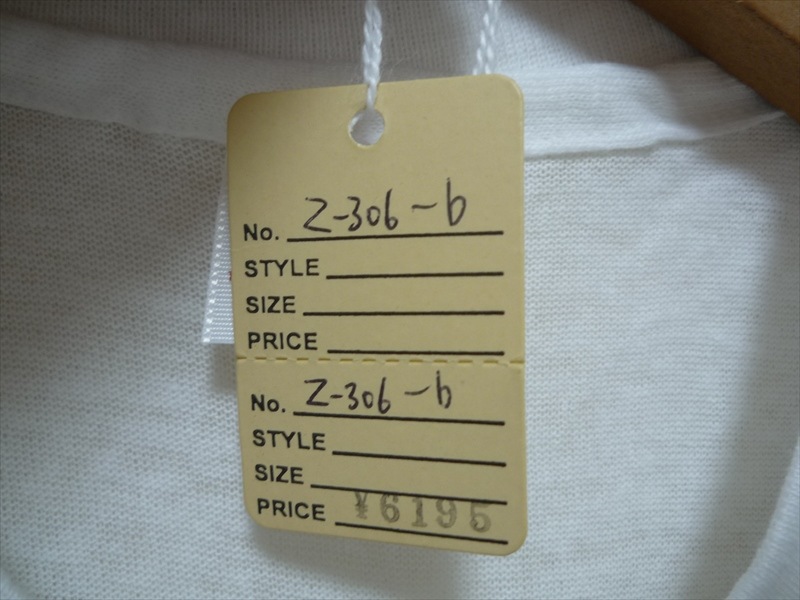 No. Z-306-b
STYLE
SIZE
PRICE
No. Z-306-b
STYLE
SIZE
PRICE ¥6195